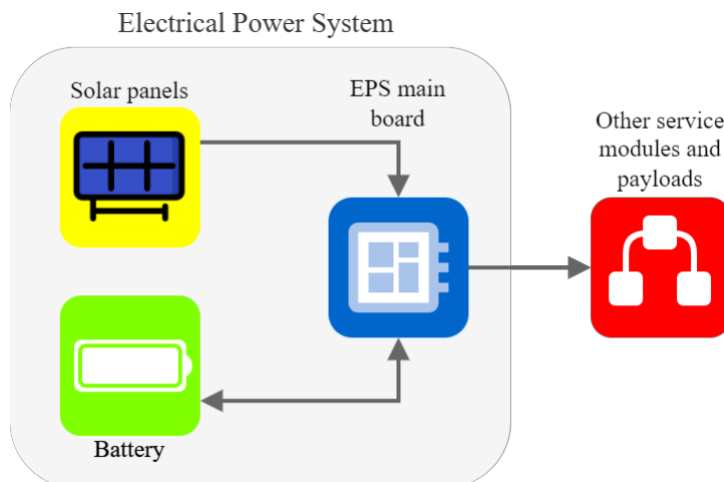 Electrical Power System
Solar panels
EPS main
board
Other service
modules and
payloads
Battery